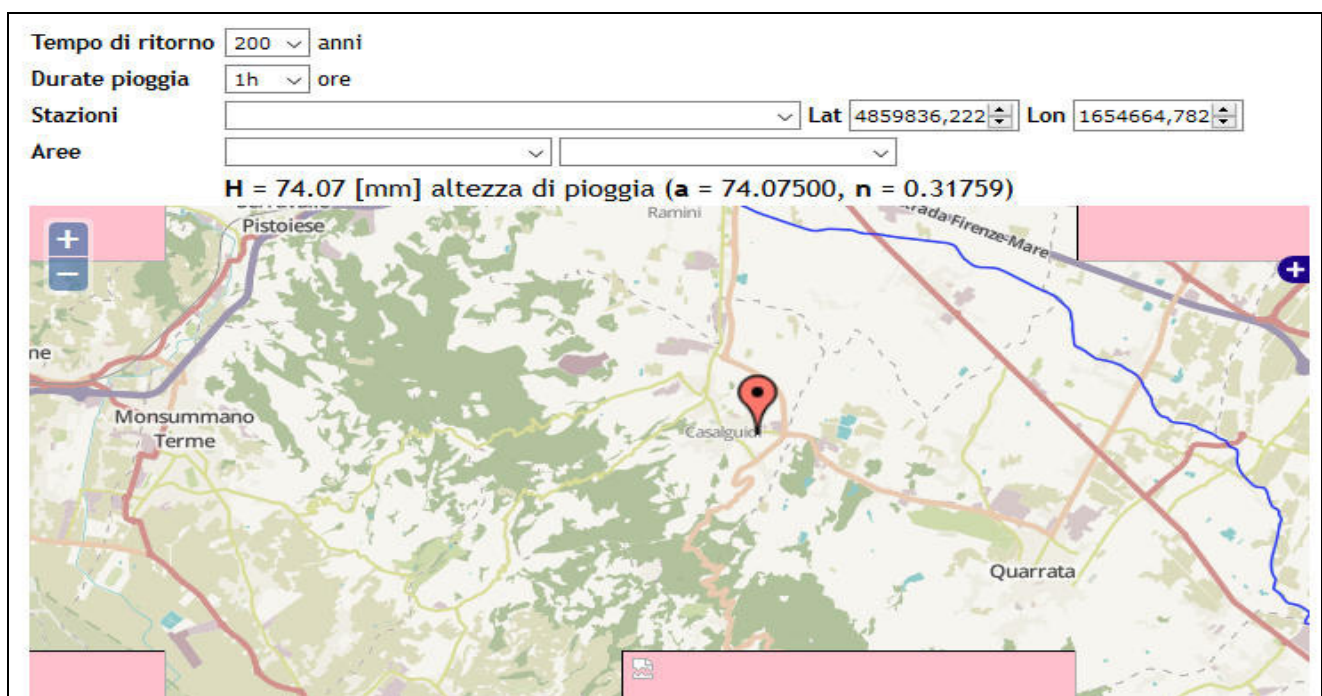 Tempo di ritorno 200 anni
Durate pioggia 1h ore
Stazioni Lat 4859836,222 Lon 1654664,782
Aree
H = 74.07 [mm] altezza di pioggia (a = 74.07500, n = 0.31759)
Pistoiese
Ramini
Strada Firenze-Mare
+
−
+
ne
Monsummano
Terme
Casalguidi
Quarrata